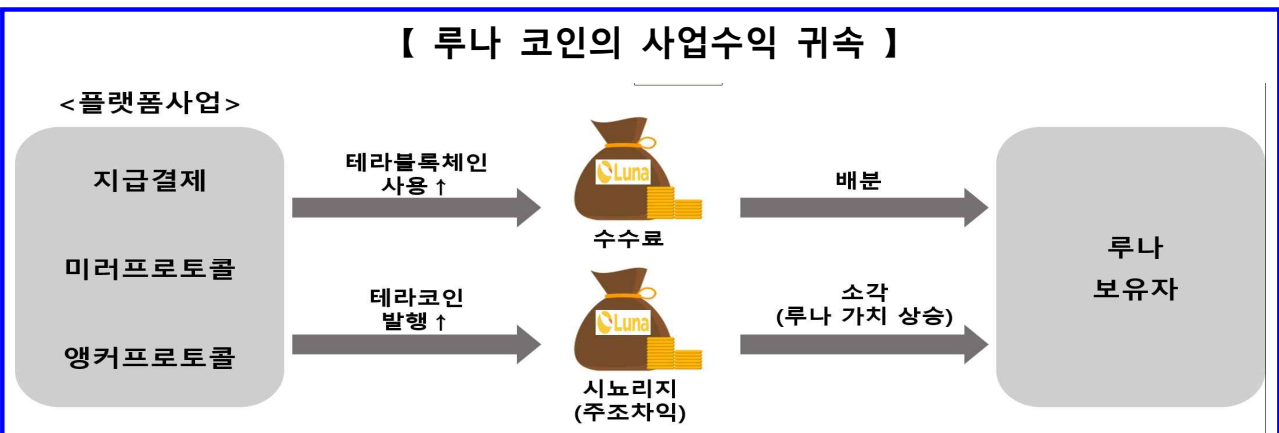 【 루나 코인의 사업수익 귀속 】
<플랫폼사업>
지급결제
미러프로토콜
앵커프로토콜
테라블록체인
사용↑
테라코인
발행↑
Luna
수수료
Luna
시뇨리지
(주조차익)
배분
소각
(루나 가치 상승)
루나
보유자